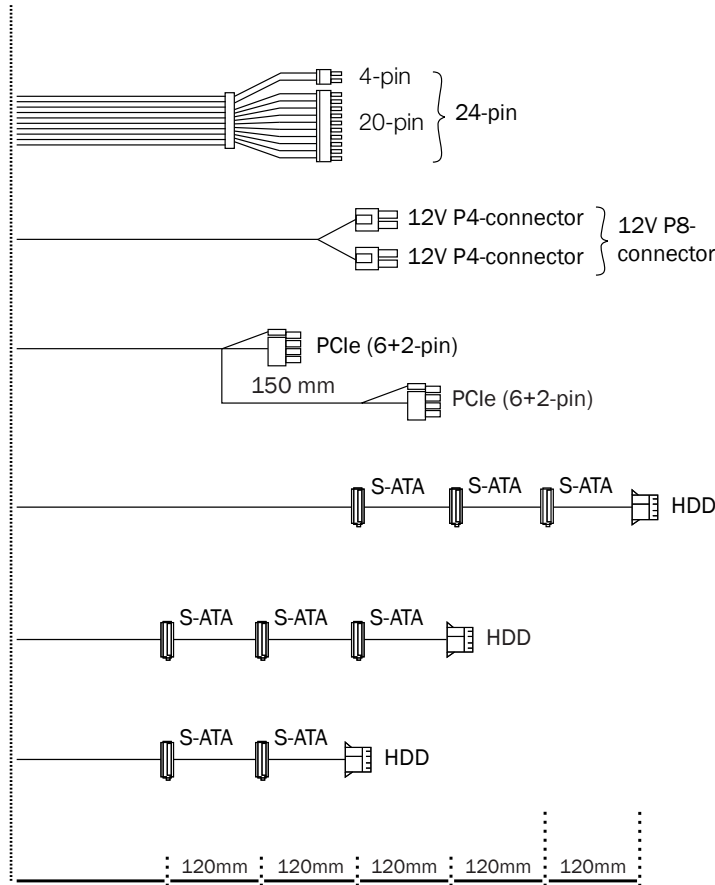 4-pin
20-pin
24-pin
12V P4-connector
12V P4-connector
12V P8-
connector
PCIe (6+2-pin)
150 mm
PCIe (6+2-pin)
S-ATA S-ATA S-ATA
HDD
S-ATA S-ATA S-ATA
HDD
S-ATA S-ATA
HDD
120mm 120mm 120mm 120mm 120mm